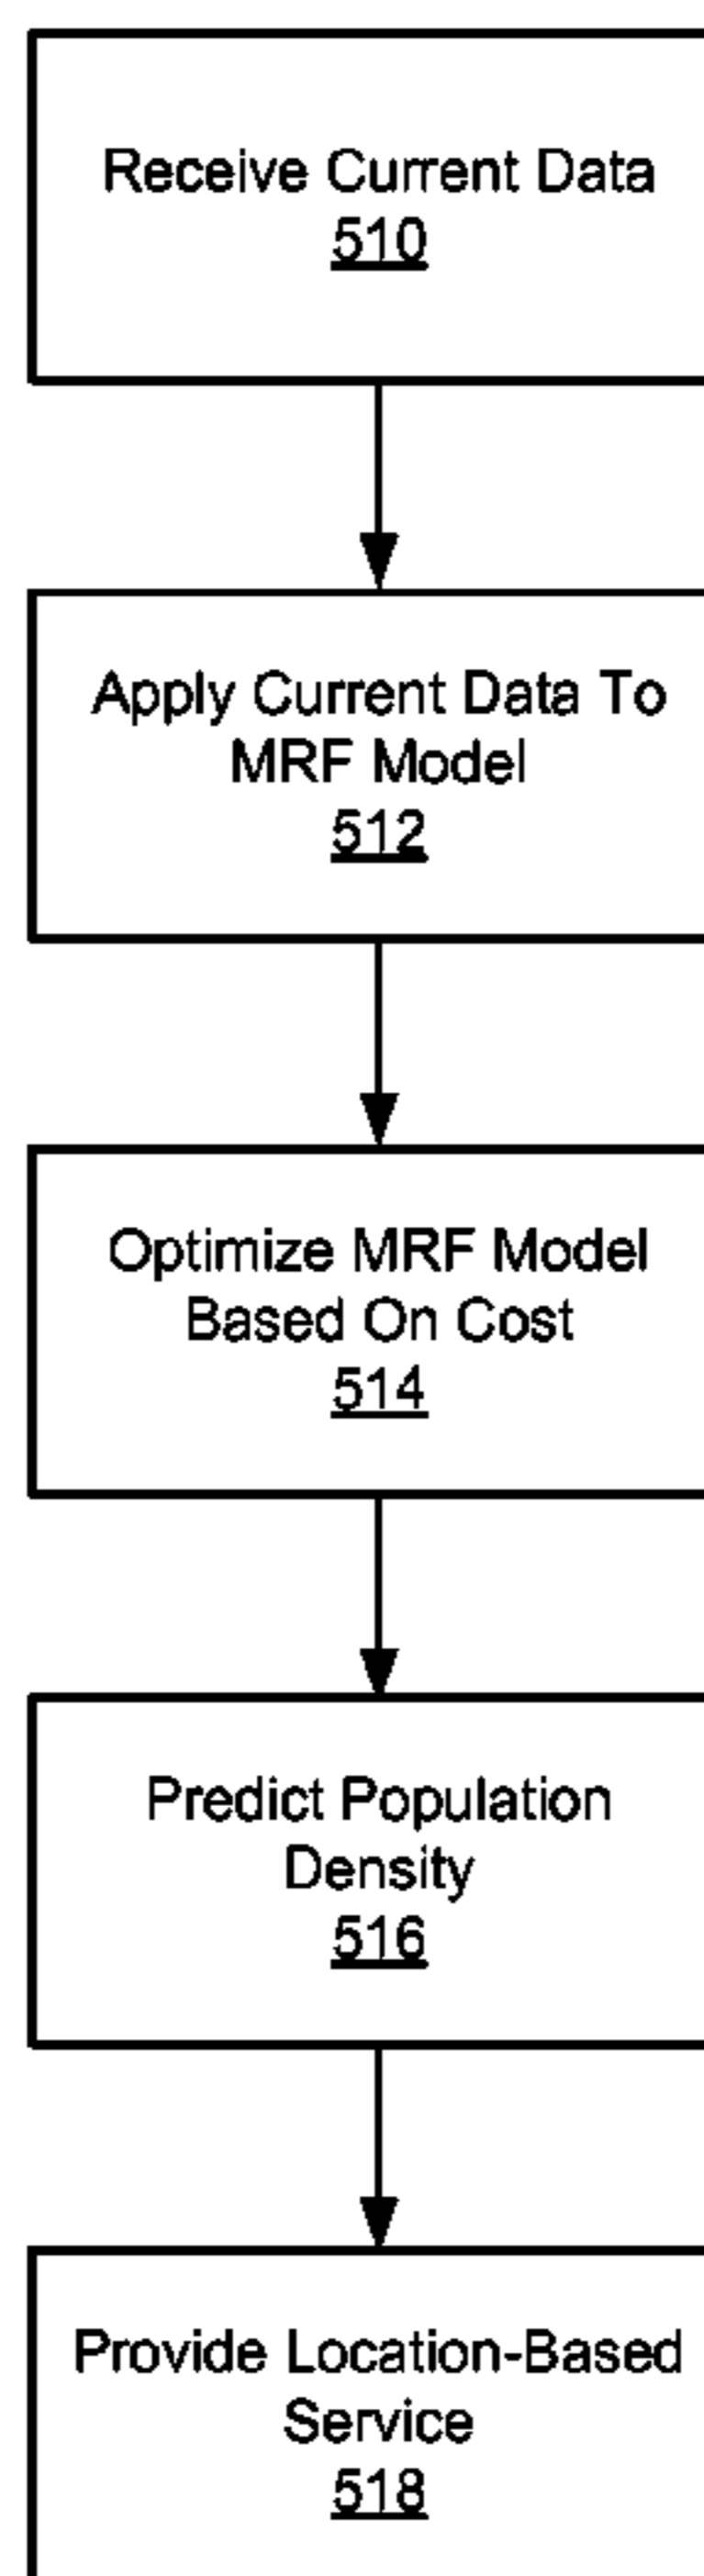 Receive Current Data
510
Apply Current Data To
MRF Model
512
Optimize MRF Model
Based On Cost
514
Predict Population
Density
516
Provide Location-Based
Service
518